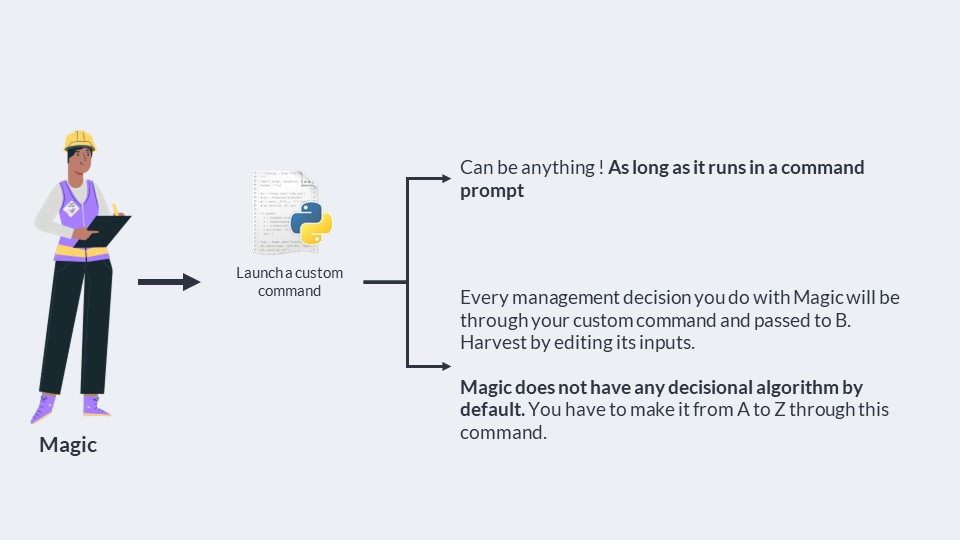 Can be anything ! As long as it runs in a command
prompt
Launch a custom
command
Every management decision you do with Magic will be
through your custom command and passed to B.
Harvest by editing its inputs.
Magic does not have any decisional algorithm by
default. You have to make it from A to Z through this
command.
Magic